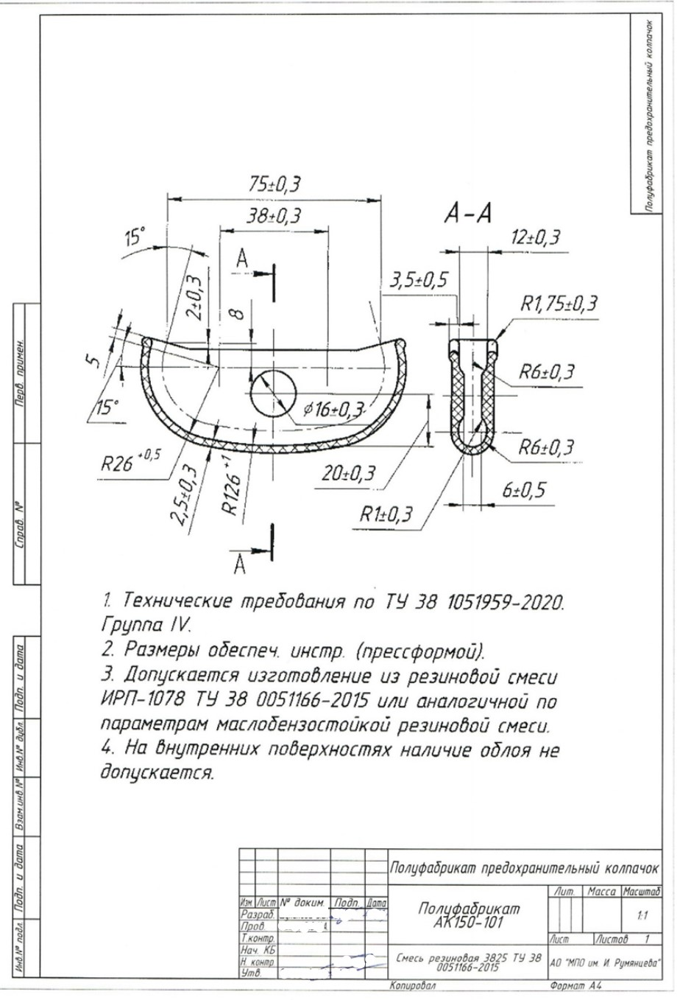 Полуфабрикат предохранительный колпачок
75±0,3
38±0,3
15°
А
2±0,3
8
5
15°
⌀16±0,3
R26 +0,5
2,5±0,3
R126 +1
20±0,3
А
А-А
12±0,3
3,5±0,5
R1,75±0,3
R6±0,3
R6±0,3
6±0,5
R1±0,3
1. Технические требования по ТУ 38 1051959-2020.
Группа IV.
2. Размеры обеспеч. инстр. (прессформой).
3. Допускается изготовление из резиновой смеси
ИРП-1078 ТУ 38 0051166-2015 или аналогичной по
параметрам маслобензостойкой резиновой смеси.
4. На внутренних поверхностях наличие облоя не
допускается.
Перв. примен.
Справ. №
Подп. и дата
Инв.№ дубл.
Взам.инв.№
Подп. и дата
Инв.№ подл.
Изм Лист № доким. Подп. Дата
Разраб.
Пров.
Т.контр.
Нач. КБ
Н. контр
Утв.
Полуфабрикат предохранительный колпачок
Полуфабрикат
АК150-101
Лит. Масса Масштаб
1:1
Лист Листов 1
Смесь резиновая 3825 ТУ 38
0051166-2015
АО "МПО им. И. Румянцева"
Копировал Формат А4